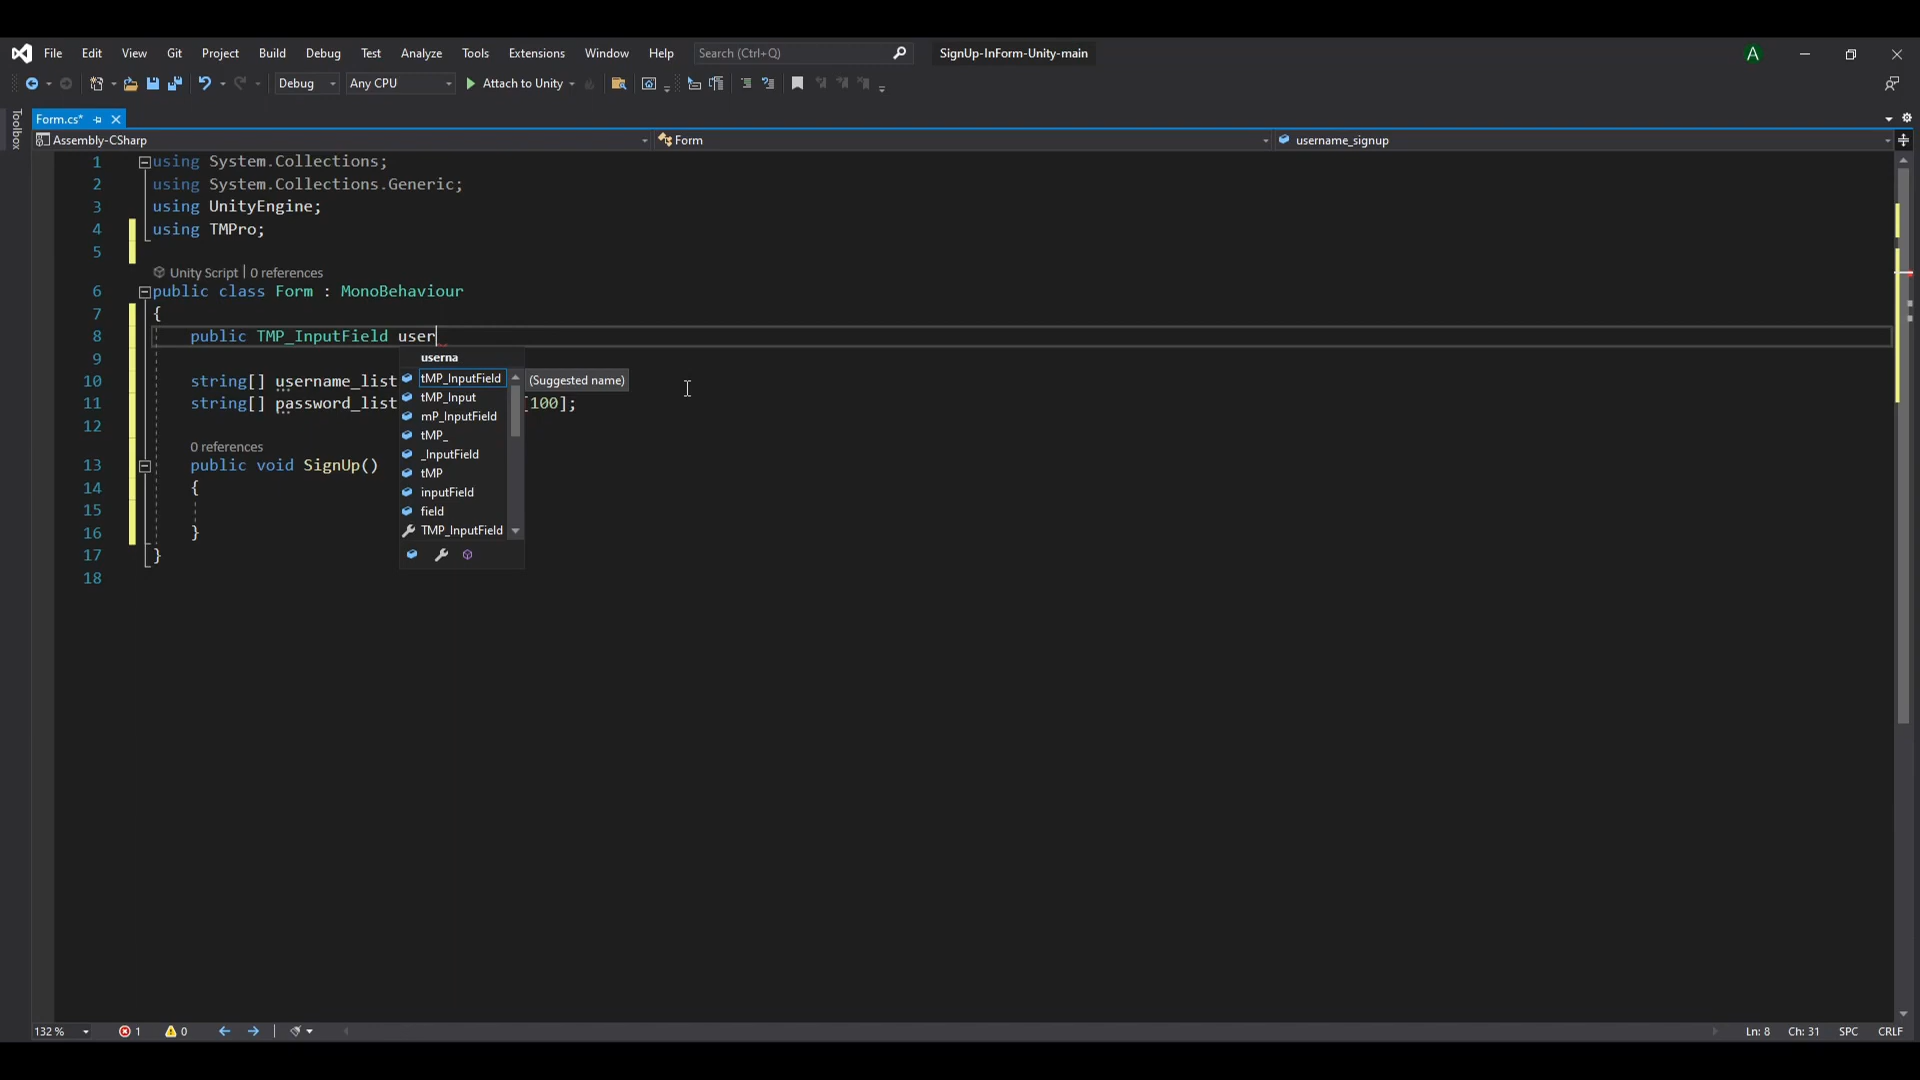 File Edit View Git Project Build Debug Test Analyze Tools Extensions Window Help Search (Ctrl+Q) SignUp-InForm-Unity-main A
Debug Any CPU Attach to Unity
Toolbox
Form.cs*
Assembly-CSharp Form username_signup
1 using System.Collections;
2 using System.Collections.Generic;
3 using UnityEngine;
4 using TMPro;
5
Unity Script | 0 references
6 public class Form : MonoBehaviour
7 {
8 public TMP_InputField user
9 userna
tMP_InputField (Suggested name)
10 string[] username_list
tMP_Input
11 string[] password_list [100];
mP_InputField
12 tMP_
0 references _InputField
13 public void SignUp() tMP
14 { inputField
15 field
16 } TMP_InputField
17 }
18
132 % 1 0 Ln: 8 Ch: 31 SPC CRLF